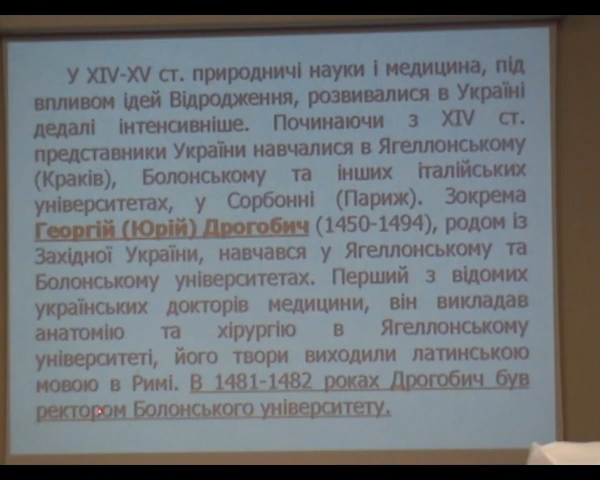 У XIV-XV ст. природничі науки і медицина, під
впливом ідей Відродження, розвивалися в Україні
дедалі інтенсивніше. Починаючи з XIV ст.
представники України навчалися в Ягеллонському
(Краків), Болонському та інших італійських
університетах, у Сорбонні (Париж). Зокрема
Георгій (Юрій) Дрогобич (1450-1494), родом із
Західної України, навчався у Ягеллонському та
Болонському університетах. Перший з відомих
українських докторів медицини, він викладав
анатомію та хірургію в Ягеллонському
університеті, його твори виходили латинською
мовою в Римі. В 1481-1482 роках Дрогобич був
ректором Болонського університету.